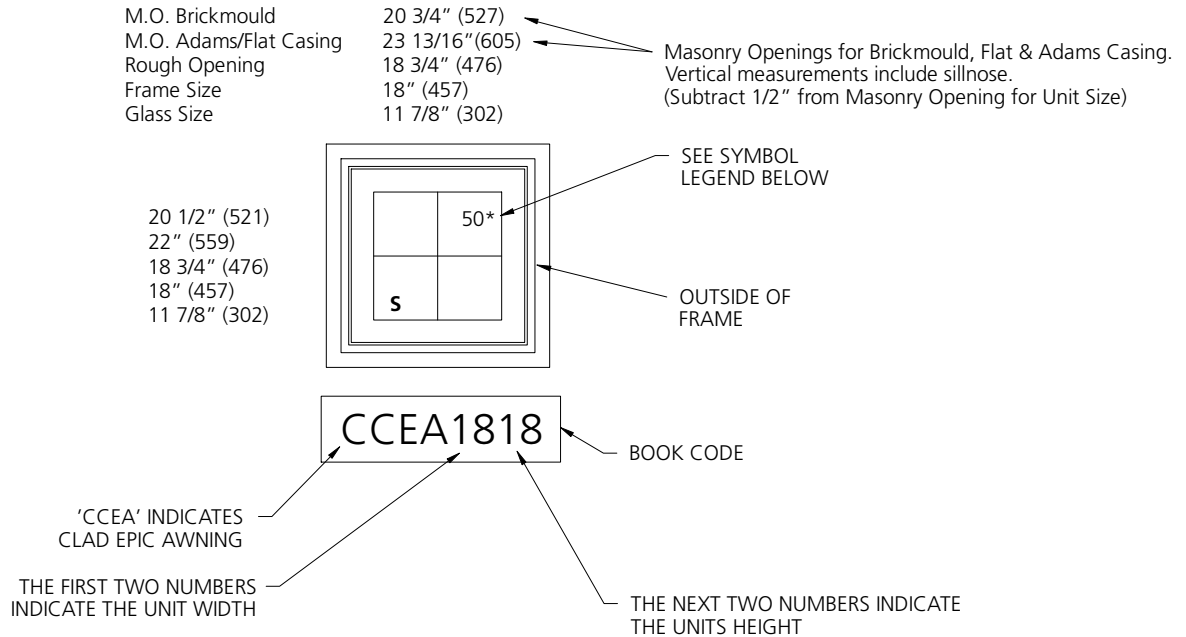 M.O. Brickmould 20 3/4" (527)
M.O. Adams/Flat Casing 23 13/16"(605)
Rough Opening 18 3/4" (476)
Frame Size 18" (457)
Glass Size 11 7/8" (302)
Masonry Openings for Brickmould, Flat & Adams Casing.
Vertical measurements include sillnose.
(Subtract 1/2" from Masonry Opening for Unit Size)
SEE SYMBOL
LEGEND BELOW
50*
20 1/2" (521)
22" (559)
18 3/4" (476)
18" (457)
11 7/8" (302)
S
OUTSIDE OF
FRAME
CCEA1818
BOOK CODE
'CCEA' INDICATES
CLAD EPIC AWNING
THE FIRST TWO NUMBERS
INDICATE THE UNIT WIDTH
THE NEXT TWO NUMBERS INDICATE
THE UNITS HEIGHT